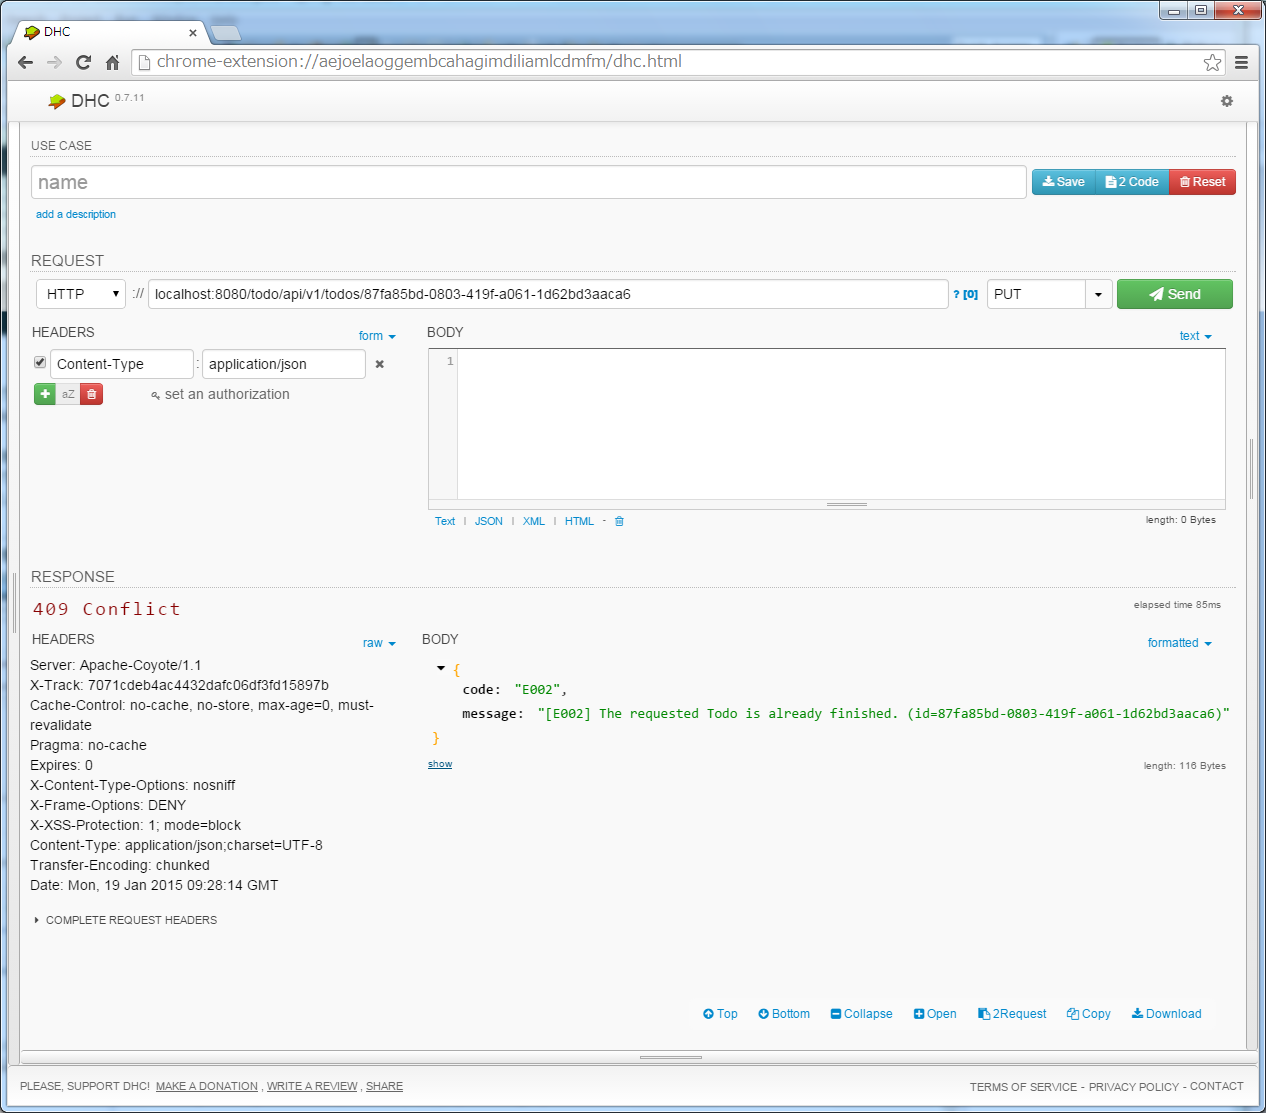 DHC
chrome-extension://aejoelaoggembcahagimdiliamlcdmfm/dhc.html
DHC 0.7.11
USE CASE
name
Save 2 Code Reset
add a description
REQUEST
HTTP :// localhost:8080/todo/api/v1/todos/87fa85bd-0803-419f-a061-1d62bd3aaca6 ? [0] PUT Send
HEADERS form
BODY text
Content-Type : application/json
1
aZ set an authorization
Text | JSON | XML | HTML - length: 0 Bytes
RESPONSE
409 Conflict
elapsed time 85ms
HEADERS raw
Server: Apache-Coyote/1.1
X-Track: 7071cdeb4ac4432dafc06df3fd15897b
Cache-Control: no-cache, no-store, max-age=0, must-
revalidate
Pragma: no-cache
Expires: 0
X-Content-Type-Options: nosniff
X-Frame-Options: DENY
X-XSS-Protection: 1; mode=block
Content-Type: application/json;charset=UTF-8
Transfer-Encoding: chunked
Date: Mon, 19 Jan 2015 09:28:14 GMT
COMPLETE REQUEST HEADERS
BODY formatted
{
code: "E002",
message: "[E002] The requested Todo is already finished. (id=87fa85bd-0803-419f-a061-1d62bd3aaca6)"
}
show length: 116 Bytes
Top Bottom Collapse Open 2Request Copy Download
PLEASE, SUPPORT DHC! MAKE A DONATION , WRITE A REVIEW , SHARE
TERMS OF SERVICE - PRIVACY POLICY - CONTACT